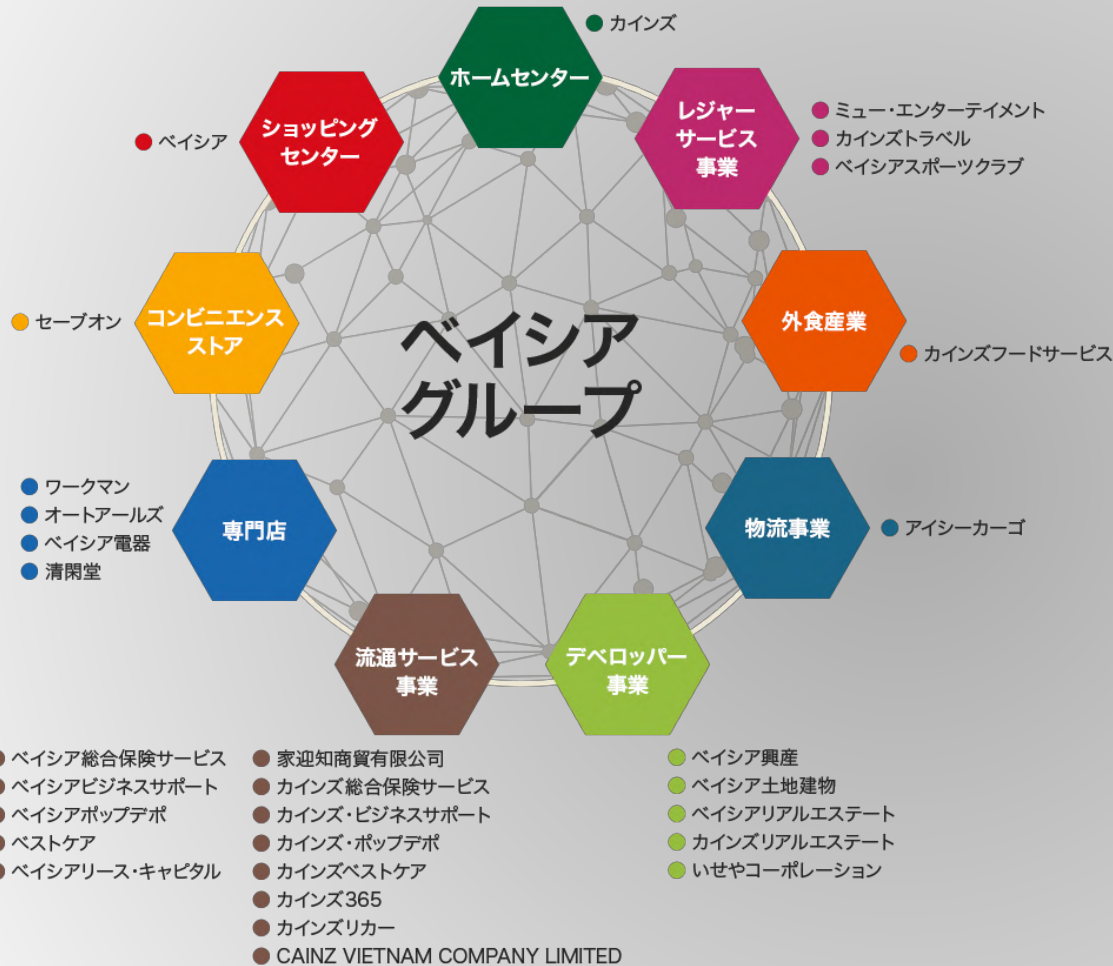 カインズ
ホームセンター
レジャー
サービス
事業
ミュー・エンターテイメント
カインズトラベル
ベイシアスポーツクラブ
ショッピング
センター
ベイシア
コンビニエンス
ストア
セーブオン
ベイシア
グループ
外食産業
カインズフードサービス
ワークマン
オートアールズ
ベイシア電器
清閑堂
専門店
物流事業
アイシーカーゴ
流通サービス
事業
デベロッパー
事業
ベイシア総合保険サービス
ベイシアビジネスサポート
ベイシアポップデポ
ベストケア
ベイシアリース・キャピタル
家迎知商貿有限公司
カインズ総合保険サービス
カインズ・ビジネスサポート
カインズ・ポップデポ
カインズベストケア
カインズ365
カインズリカー
CAINZ VIETNAM COMPANY LIMITED
ベイシア興産
ベイシア土地建物
ベイシアリアルエステート
カインズリアルエステート
いせやコーポレーション